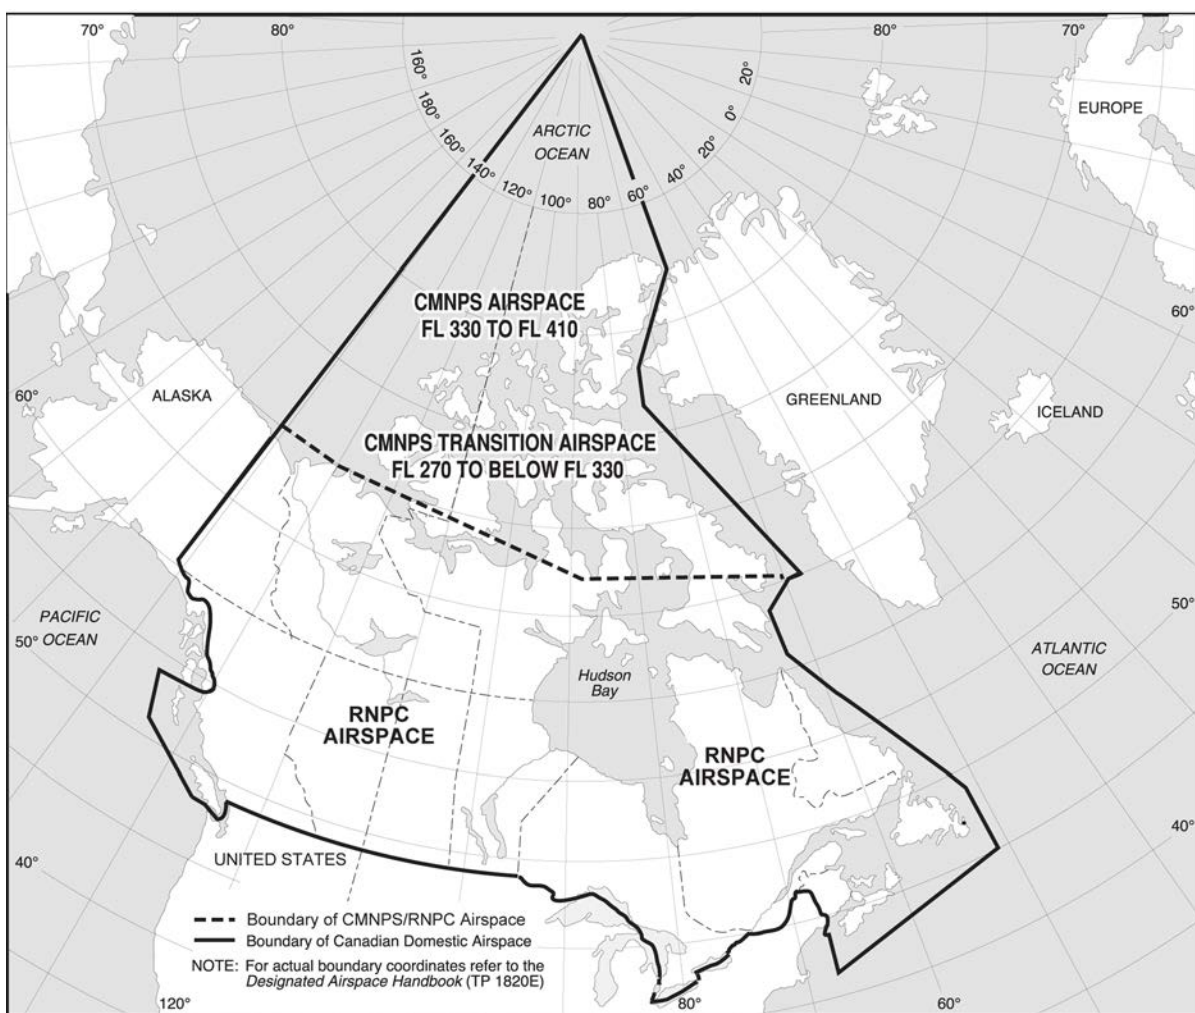 70°
80°
80°
70°
160°
180°
160°
140°
120°
100°
80°
60°
40°
20°
0°
20°
ARCTIC
OCEAN
EUROPE
60°
CMNPS AIRSPACE
FL 330 TO FL 410
ALASKA
60°
GREENLAND
ICELAND
CMNPS TRANSITION AIRSPACE
FL 270 TO BELOW FL 330
50°
PACIFIC
OCEAN
50°
ATLANTIC
OCEAN
Hudson
Bay
RNPC
AIRSPACE
RNPC
AIRSPACE
40°
40°
UNITED STATES
Boundary of CMNPS/RNPC Airspace
Boundary of Canadian Domestic Airspace
NOTE: For actual boundary coordinates refer to the
Designated Airspace Handbook (TP 1820E)
120°
80°
60°